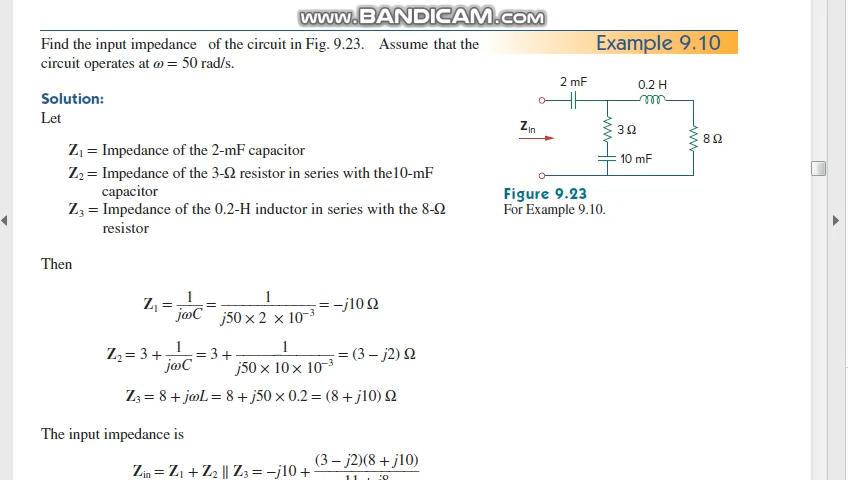 www.BANDICAM.com
Find the input impedance of the circuit in Fig. 9.23. Assume that the
circuit operates at ω = 50 rad/s.
Example 9.10
Solution:
Let
Z₁ = Impedance of the 2-mF capacitor
Z₂ = Impedance of the 3-Ω resistor in series with the10-mF
capacitor
Z₃ = Impedance of the 0.2-H inductor in series with the 8-Ω
resistor
2 mF
0.2 H
Zin
3 Ω
8 Ω
10 mF
Figure 9.23
For Example 9.10.
Then
Z₁ = 1/jωC = 1/(j50 × 2 × 10⁻³) = −j10 Ω
Z₂ = 3 + 1/jωC = 3 + 1/(j50 × 10 × 10⁻³) = (3 − j2) Ω
Z₃ = 8 + jωL = 8 + j50 × 0.2 = (8 + j10) Ω
The input impedance is
Zin = Z₁ + Z₂ || Z₃ = −j10 + (3 − j2)(8 + j10)/(11 + j8)